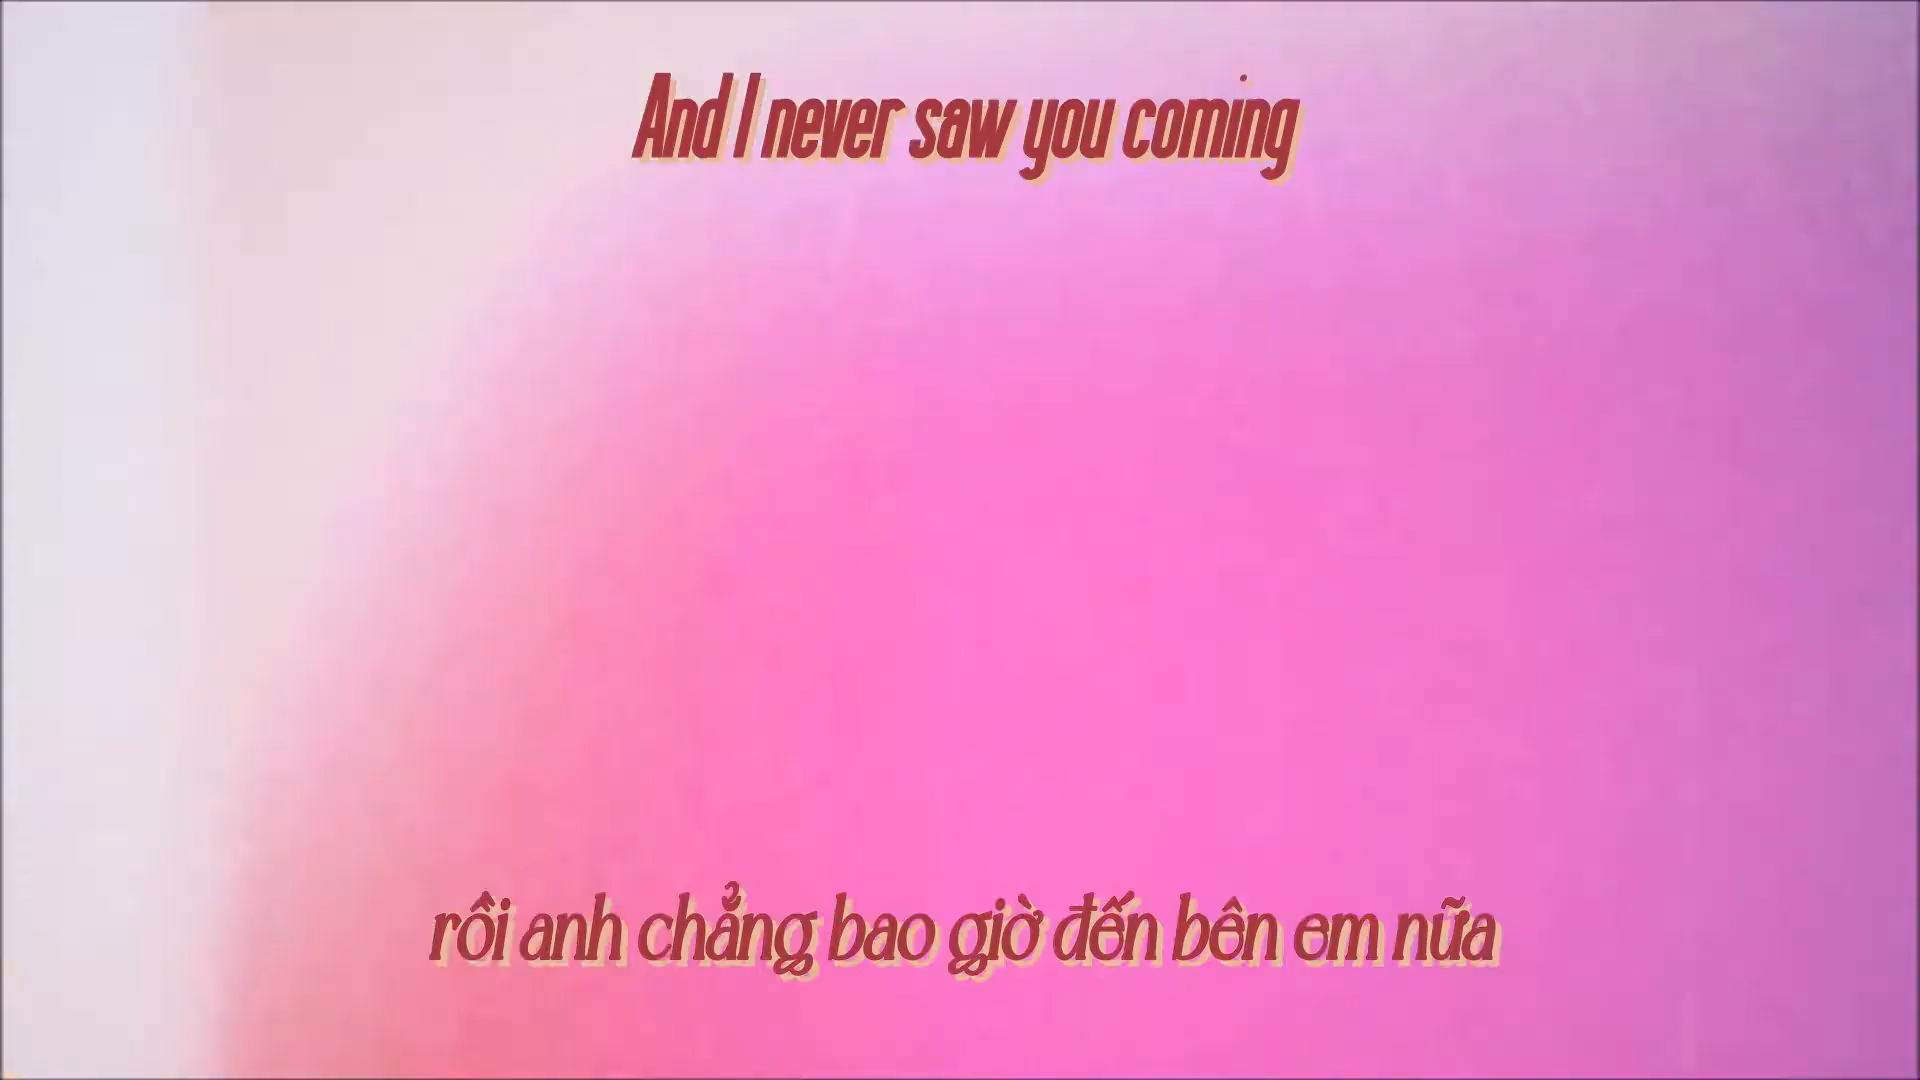 And I never saw you coming
rồi anh chẳng bao giờ đến bên em nữa